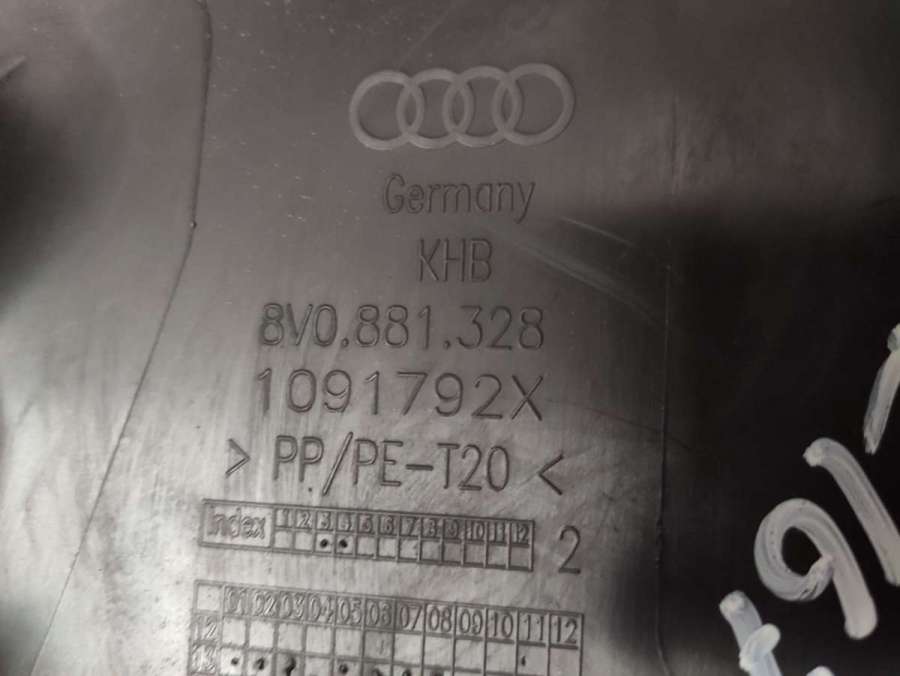 Germany
KHB
8V0.881.328
1091792X
> PP/PE-T20 <
Index 1 2 3 4 5 6 7 8 9 10 11 12 2
01 02 03 04 05 06 07 08 09 10 11 12
12
13